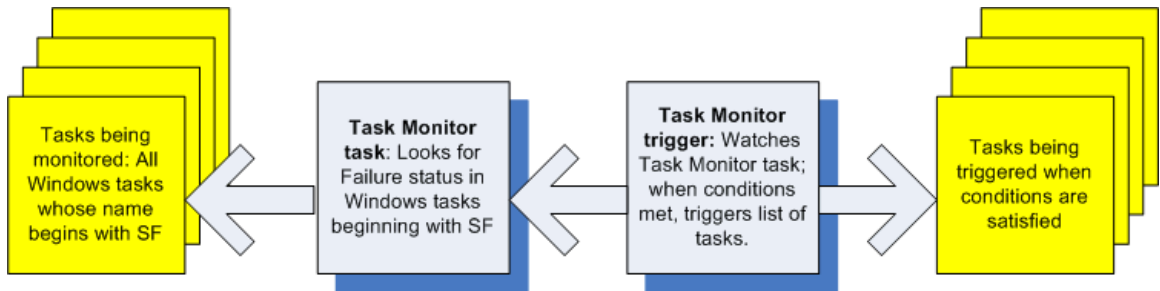 Tasks being
monitored: All
Windows tasks
whose name
begins with SF
Task Monitor
task: Looks for
Failure status in
Windows tasks
beginning with SF
Task Monitor
trigger: Watches
Task Monitor task;
when conditions
met, triggers list of
tasks.
Tasks being
triggered when
conditions are
satisfied